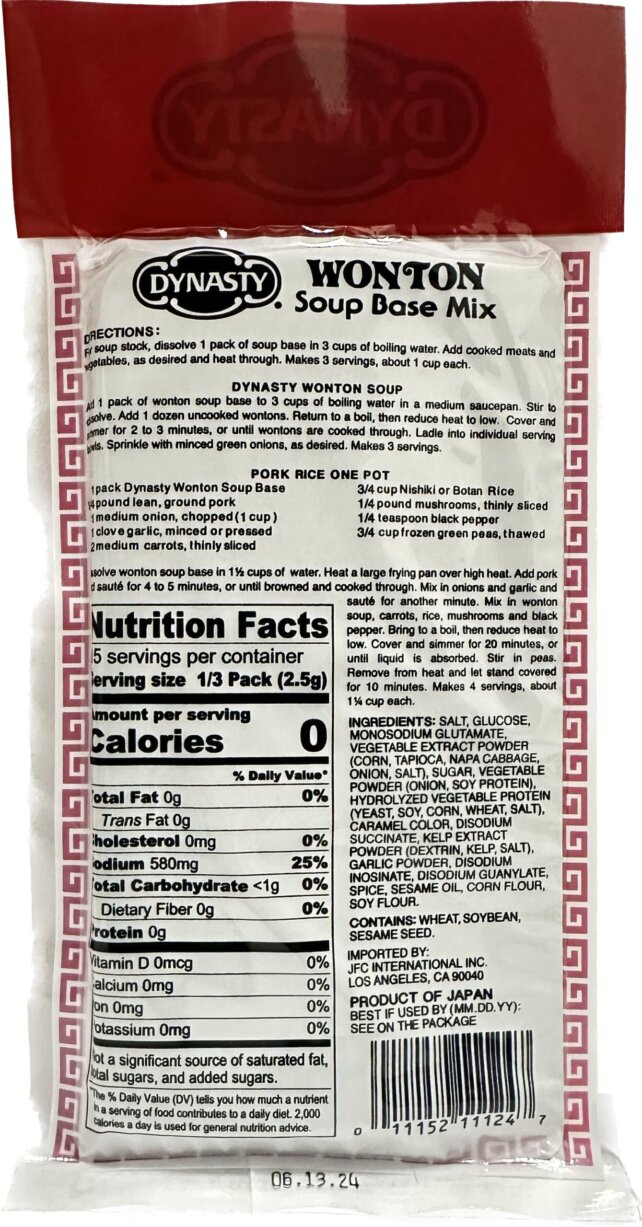 DYNASTY
DYNASTY
WONTON
Soup Base Mix
DIRECTIONS:
For soup stock, dissolve 1 pack of soup base in 3 cups of boiling water. Add cooked meats and
vegetables, as desired and heat through. Makes 3 servings, about 1 cup each.
DYNASTY WONTON SOUP
Add 1 pack of wonton soup base to 3 cups of boiling water in a medium saucepan. Stir to
dissolve. Add 1 dozen uncooked wontons. Return to a boil, then reduce heat to low. Cover and
simmer for 2 to 3 minutes, or until wontons are cooked through. Ladle into individual serving
bowls. Sprinkle with minced green onions, as desired. Makes 3 servings.
PORK RICE ONE POT
1 pack Dynasty Wonton Soup Base
pound lean, ground pork
1 medium onion, chopped (1 cup)
1 clove garlic, minced or pressed
2 medium carrots, thinly sliced
3/4 cup Nishiki or Botan Rice
1/4 pound mushrooms, thinly sliced
1/4 teaspoon black pepper
3/4 cup frozen green peas, thawed
Dissolve wonton soup base in 1½ cups of water. Heat a large frying pan over high heat. Add pork
and sauté for 4 to 5 minutes, or until browned and cooked through. Mix in onions and garlic and
sauté for another minute. Mix in wonton
soup, carrots, rice, mushrooms and black
pepper. Bring to a boil, then reduce heat to
low. Cover and simmer for 20 minutes, or
until liquid is absorbed. Stir in peas.
Remove from heat and let stand covered
for 10 minutes. Makes 4 servings, about
1¼ cup each.
Nutrition Facts
servings per container
Serving size 1/3 Pack (2.5g)
Amount per serving
Calories 0
% Daily Value*
Total Fat 0g 0%
Trans Fat 0g
Cholesterol 0mg 0%
Sodium 580mg 25%
Total Carbohydrate <1g 0%
Dietary Fiber 0g 0%
Protein 0g
Vitamin D 0mcg 0%
Calcium 0mg 0%
Iron 0mg 0%
Potassium 0mg 0%
Not a significant source of saturated fat,
total sugars, and added sugars.
*The % Daily Value (DV) tells you how much a nutrient
in a serving of food contributes to a daily diet. 2,000
calories a day is used for general nutrition advice.
INGREDIENTS: SALT, GLUCOSE,
MONOSODIUM GLUTAMATE,
VEGETABLE EXTRACT POWDER
(CORN, TAPIOCA, NAPA CABBAGE,
ONION, SALT), SUGAR, VEGETABLE
POWDER (ONION, SOY PROTEIN),
HYDROLYZED VEGETABLE PROTEIN
(YEAST, SOY, CORN, WHEAT, SALT),
CARAMEL COLOR, DISODIUM
SUCCINATE, KELP EXTRACT
POWDER (DEXTRIN, KELP, SALT),
GARLIC POWDER, DISODIUM
INOSINATE, DISODIUM GUANYLATE,
SPICE, SESAME OIL, CORN FLOUR,
SOY FLOUR.
CONTAINS: WHEAT, SOYBEAN,
SESAME SEED.
IMPORTED BY:
JFC INTERNATIONAL INC.
LOS ANGELES, CA 90040
PRODUCT OF JAPAN
BEST IF USED BY (MM.DD.YY):
SEE ON THE PACKAGE
0 11152 11124 7
06.13.24